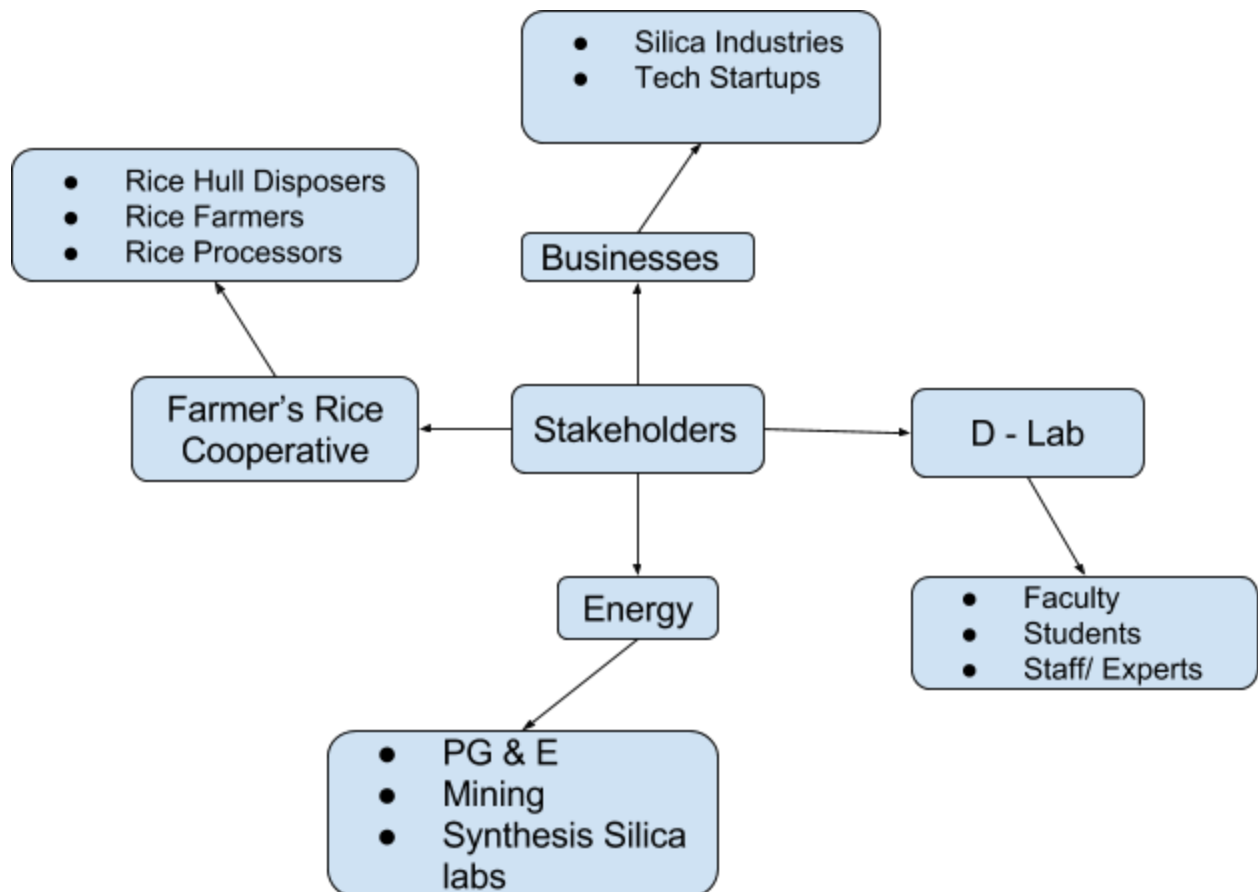 ● Silica Industries
● Tech Startups
● Rice Hull Disposers
● Rice Farmers
● Rice Processors
Businesses
Farmer's Rice
Cooperative
Stakeholders
D - Lab
Energy
● Faculty
● Students
● Staff/ Experts
● PG & E
● Mining
● Synthesis Silica
labs